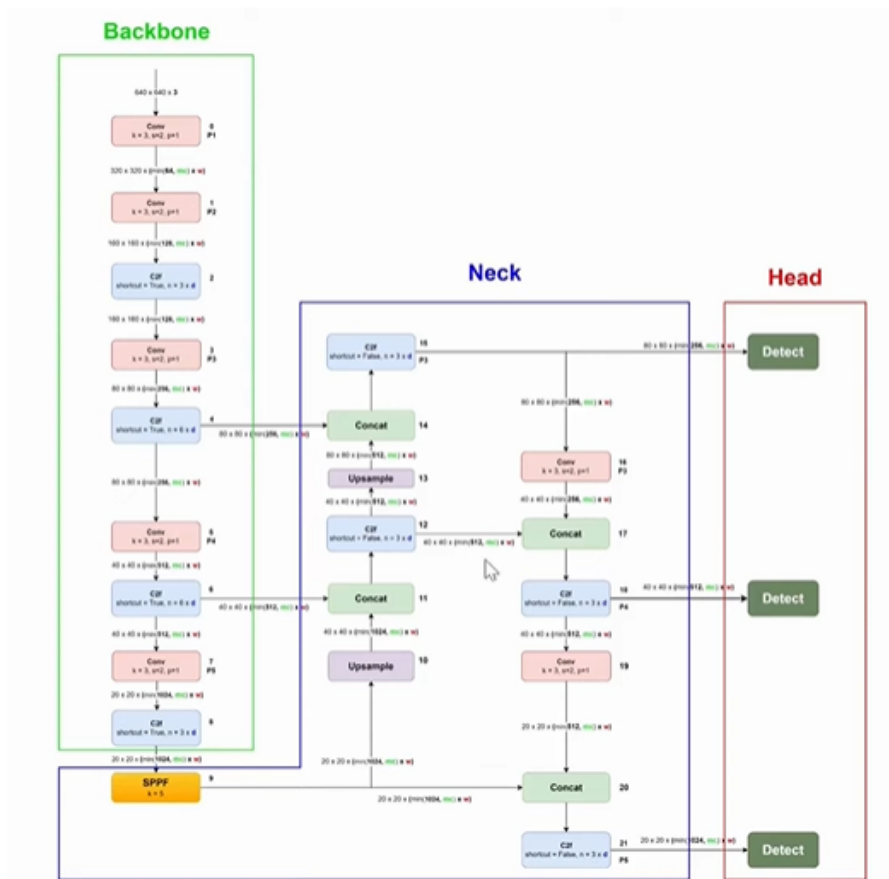 Backbone
640 x 640 x 3
Conv
k = 3, s=2, p=1
0
P1
320 x 320 x (min(64, mc) x w)
Conv
k = 3, s=2, p=1
1
P2
160 x 160 x (min(128, mc) x w)
C2f
shortcut = True, n = 3 x d
2
160 x 160 x (min(128, mc) x w)
Conv
k = 3, s=2, p=1
3
P3
80 x 80 x (min(256, mc) x w)
C2f
shortcut = True, n = 6 x d
4
80 x 80 x (min(256, mc) x w)
80 x 80 x (min(256, mc) x w)
Conv
k = 3, s=2, p=1
5
P4
40 x 40 x (min(512, mc) x w)
C2f
shortcut = True, n = 6 x d
6
40 x 40 x (min(512, mc) x w)
40 x 40 x (min(512, mc) x w)
Conv
k = 3, s=2, p=1
7
P5
20 x 20 x (min(1024, mc) x w)
C2f
shortcut = True, n = 3 x d
8
20 x 20 x (min(1024, mc) x w)
SPPF
k = 5
9
Neck
C2f
shortcut = False, n = 3 x d
15
P3
Concat
14
80 x 80 x (min(512, mc) x w)
Upsample
13
40 x 40 x (min(512, mc) x w)
C2f
shortcut = False, n = 3 x d
12
40 x 40 x (min(512, mc) x w)
Concat
11
40 x 40 x (min(1024, mc) x w)
Upsample
10
20 x 20 x (min(1024, mc) x w)
20 x 20 x (min(1024, mc) x w)
80 x 80 x (min(256, mc) x w)
Conv
k = 3, s=2, p=1
16
P3
40 x 40 x (min(256, mc) x w)
Concat
17
C2f
shortcut = False, n = 3 x d
18
P4
40 x 40 x (min(512, mc) x w)
Conv
k = 3, s=2, p=1
19
20 x 20 x (min(512, mc) x w)
Concat
20
C2f
shortcut = False, n = 3 x d
21
P5
Head
80 x 80 x (min(256, mc) x w)
Detect
40 x 40 x (min(512, mc) x w)
Detect
20 x 20 x (min(1024, mc) x w)
Detect